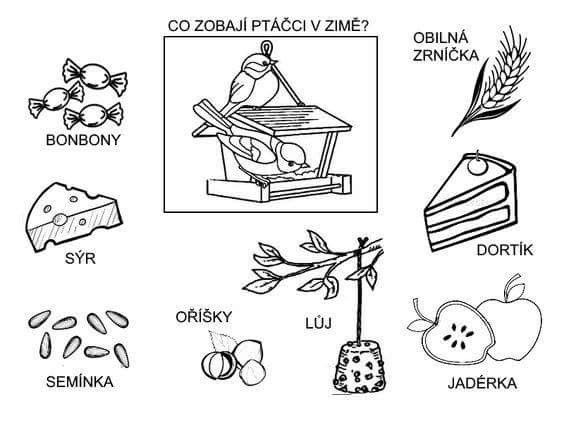 CO ZOBAJÍ PTÁČCI V ZIMĚ?
OBILNÁ
ZRNÍČKA
BONBONY
SÝR
DORTÍK
OŘÍŠKY
LŮJ
SEMÍNKA
JADÉRKA